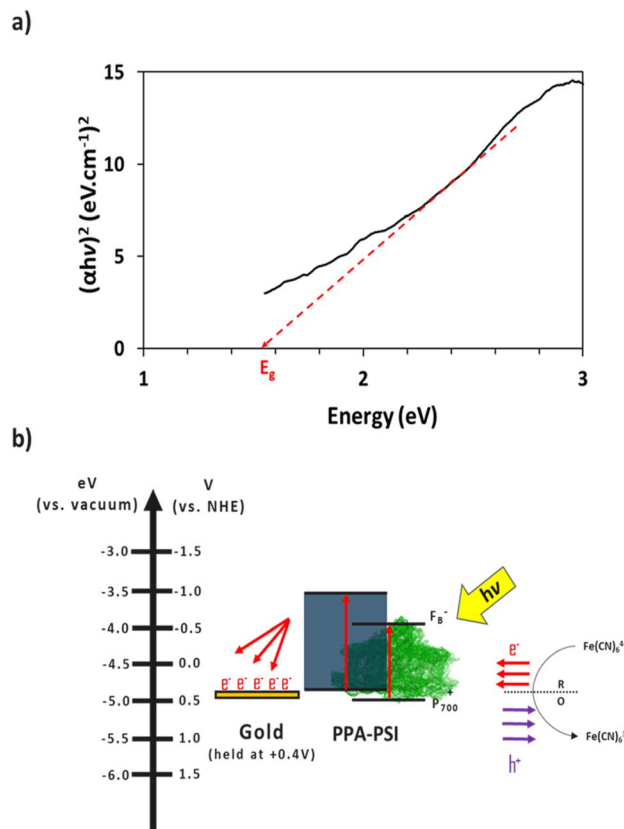 a)
(αhν)² (eV.cm⁻¹)²
15
10
5
0
1
2
3
E_g
Energy (eV)
b)
eV
(vs. vacuum)
V
(vs. NHE)
-3.0 -1.5
-3.5 -1.0
-4.0 -0.5
-4.5 0.0
-5.0 0.5
-5.5 1.0
-6.0 1.5
hν
F_B⁻
P₇₀₀⁺
e⁻ e⁻ e⁻ e⁻ e⁻
Gold
(held at +0.4V)
PPA-PSI
e⁻
h⁺
R
O
Fe(CN)₆⁴
Fe(CN)₆